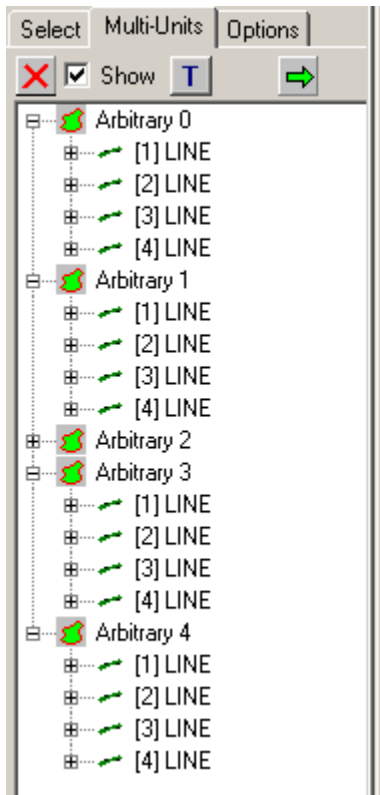 Select Multi-Units Options
Show T
Arbitrary 0
[1] LINE
[2] LINE
[3] LINE
[4] LINE
Arbitrary 1
[1] LINE
[2] LINE
[3] LINE
[4] LINE
Arbitrary 2
Arbitrary 3
[1] LINE
[2] LINE
[3] LINE
[4] LINE
Arbitrary 4
[1] LINE
[2] LINE
[3] LINE
[4] LINE